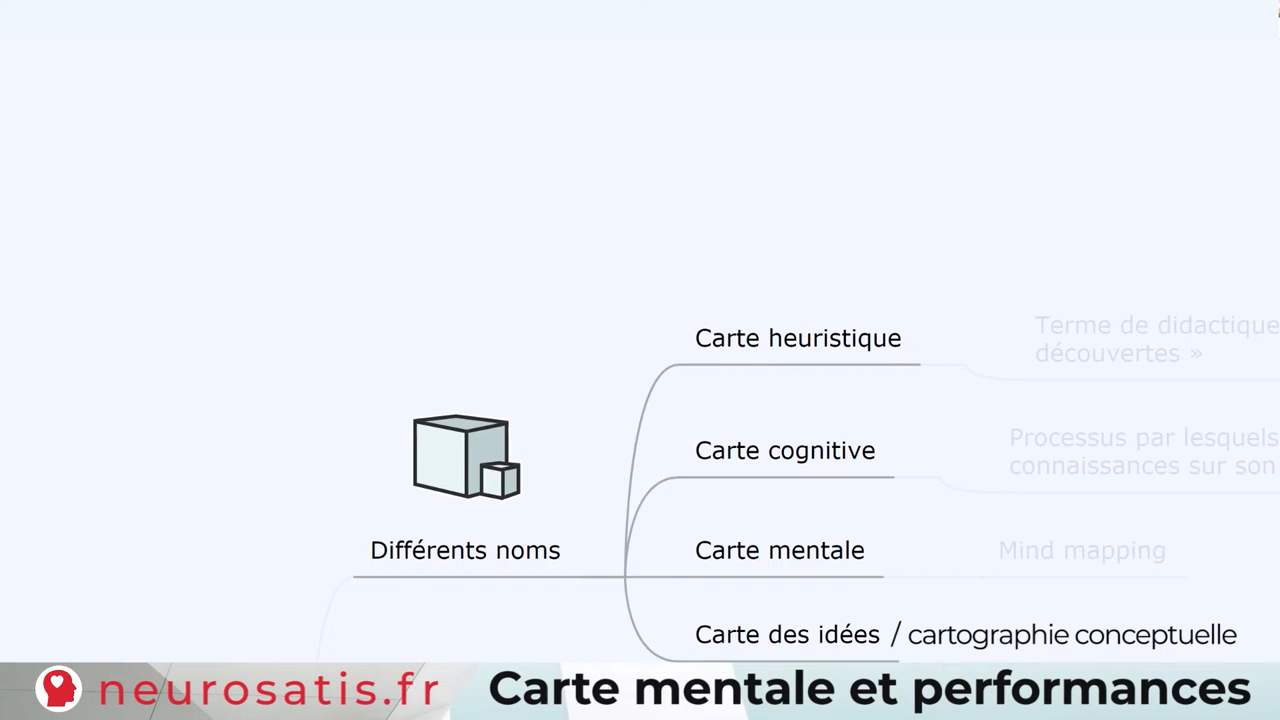 Carte heuristique
Terme de didactique
découvertes »
Carte cognitive
Processus par lesquels
connaissances sur son
Différents noms
Carte mentale
Mind mapping
Carte des idées / cartographie conceptuelle
neurosatis.fr
Carte mentale et performances